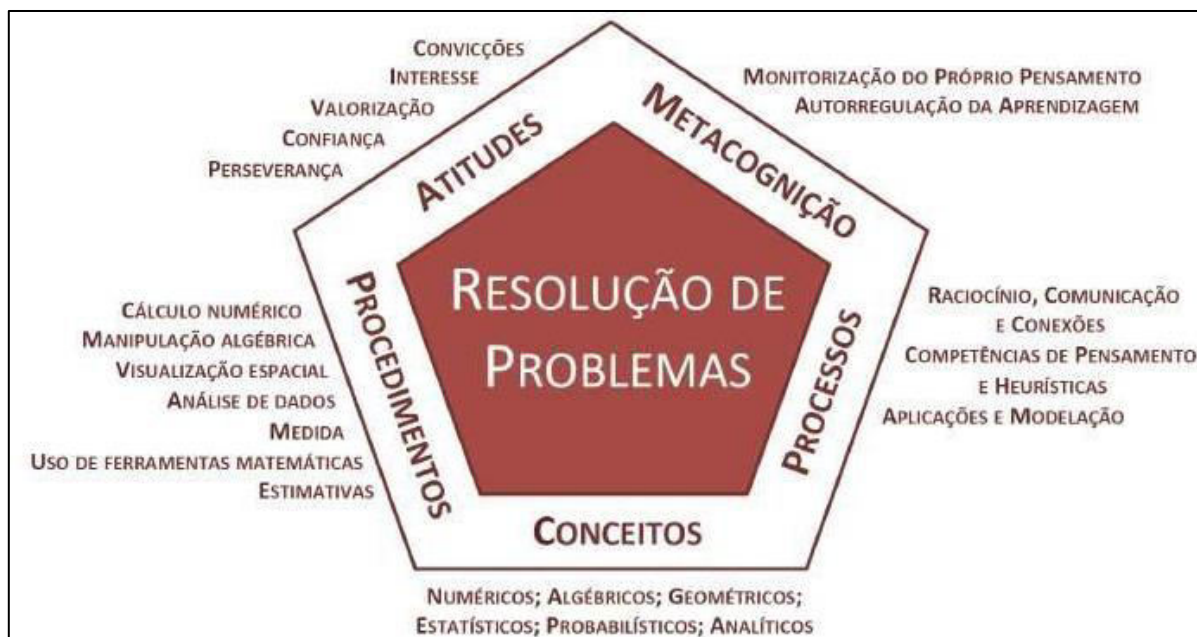 CONVICÇÕES
INTERESSE
VALORIZAÇÃO
CONFIANÇA
PERSEVERANÇA
ATITUDES
METACOGNIÇÃO
MONITORIZAÇÃO DO PRÓPRIO PENSAMENTO
AUTORREGULAÇÃO DA APRENDIZAGEM
RESOLUÇÃO DE
PROBLEMAS
PROCEDIMENTOS
CÁLCULO NUMÉRICO
MANIPULAÇÃO ALGÉBRICA
VISUALIZAÇÃO ESPACIAL
ANÁLISE DE DADOS
MEDIDA
USO DE FERRAMENTAS MATEMÁTICAS
ESTIMATIVAS
PROCESSOS
RACIOCÍNIO, COMUNICAÇÃO
E CONEXÕES
COMPETÊNCIAS DE PENSAMENTO
E HEURÍSTICAS
APLICAÇÕES E MODELAÇÃO
CONCEITOS
NUMÉRICOS; ALGÉBRICOS; GEOMÉTRICOS;
ESTATÍSTICOS; PROBABILÍSTICOS; ANALÍTICOS